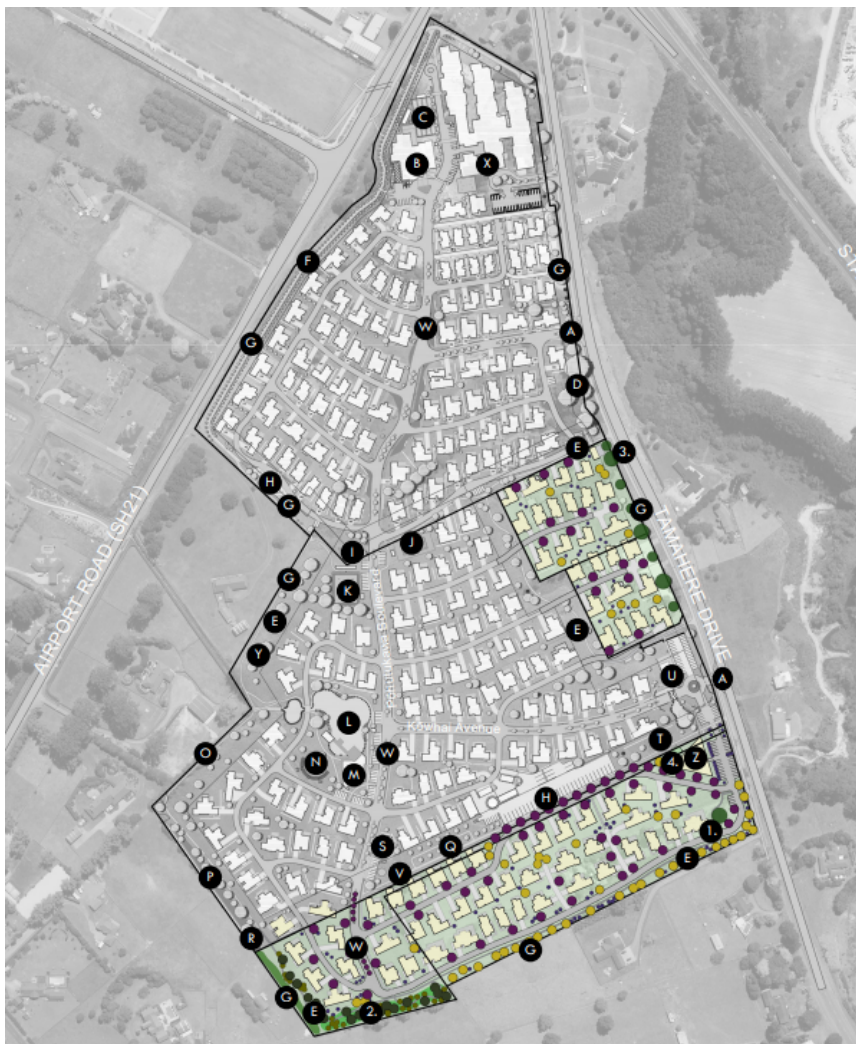 C
B
X
F
G
W
G
A
D
E
3.
H
G
G
TAMAHERE DRIVE
AIRPORT ROAD (SH21)
I
J
K
G
E
E
Y
U
A
L
Kowhai Avenue
W
T
O
N
M
4.
Z
H
1.
S
Q
E
V
P
R
W
G
G
E
2.